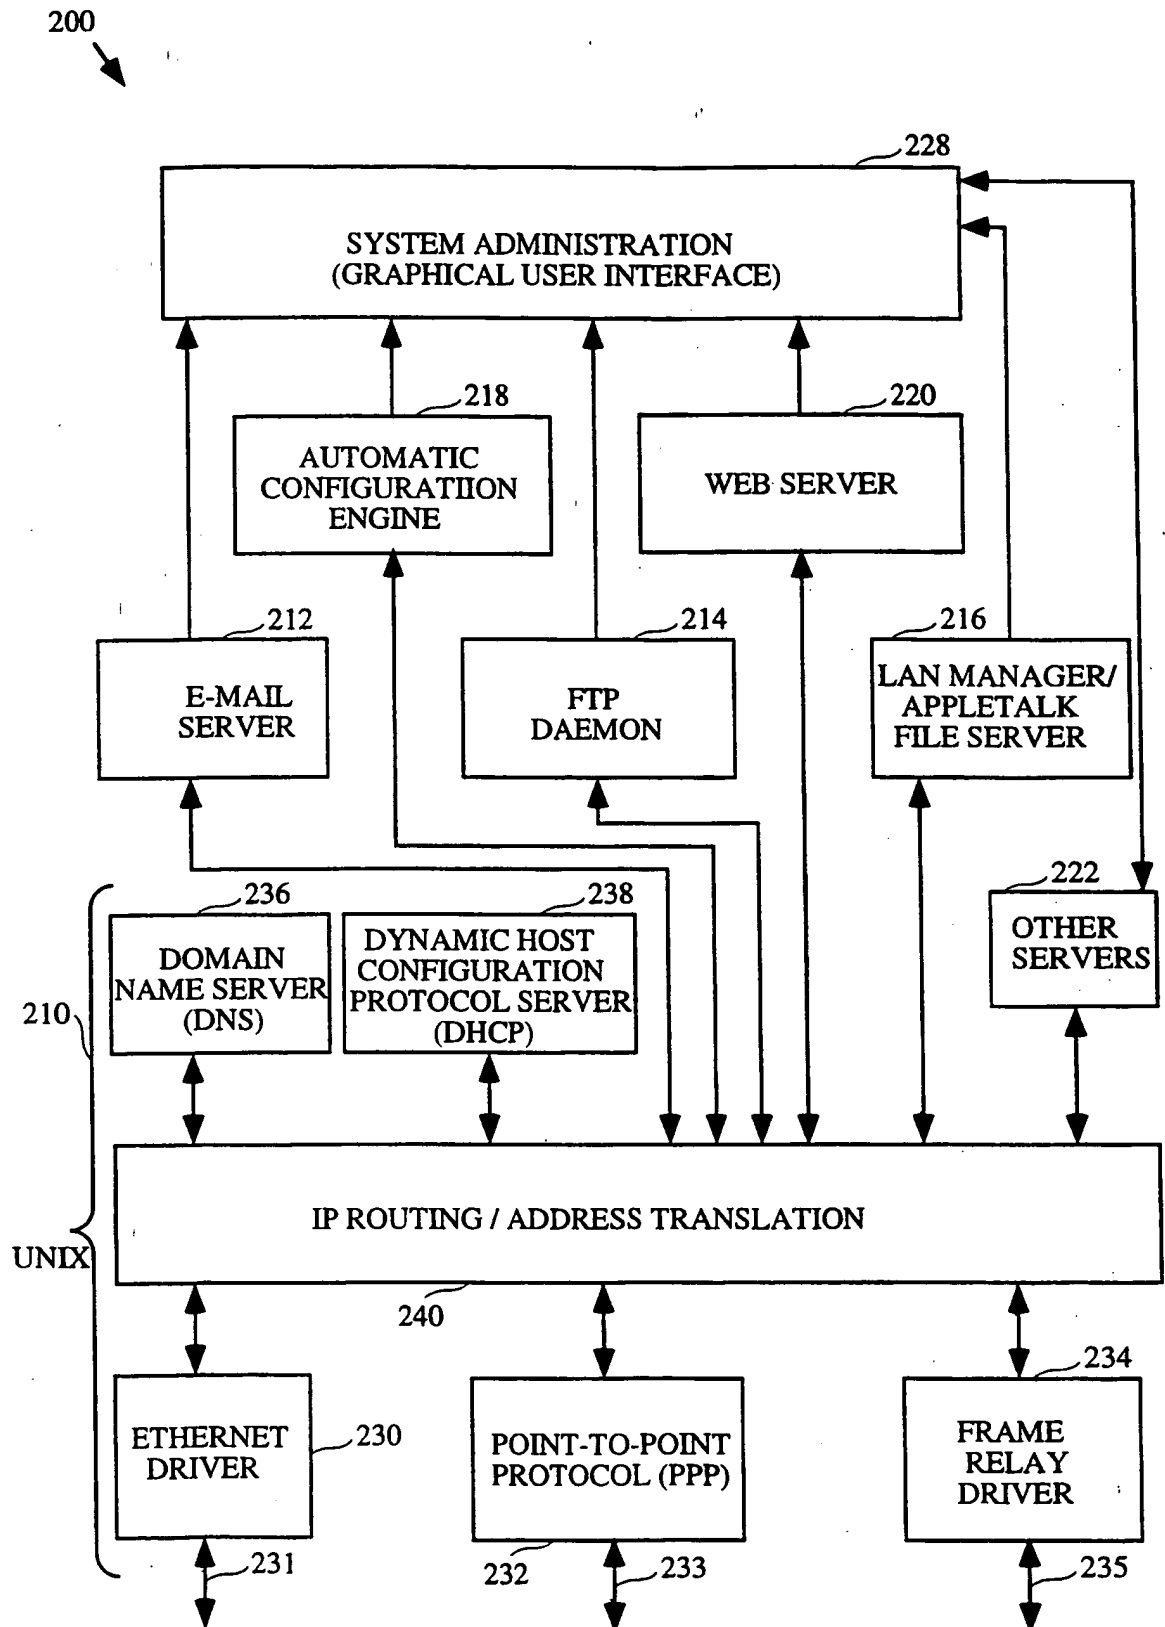 200
228
SYSTEM ADMINISTRATION
(GRAPHICAL USER INTERFACE)
218
220
AUTOMATIC
CONFIGURATIION
ENGINE
WEB SERVER
212
214
216
E-MAIL
SERVER
FTP
DAEMON
LAN MANAGER/
APPLETALK
FILE SERVER
236
238
222
DOMAIN
NAME SERVER
(DNS)
DYNAMIC HOST
CONFIGURATION
PROTOCOL SERVER
(DHCP)
OTHER
SERVERS
210
IP ROUTING / ADDRESS TRANSLATION
UNIX
240
234
ETHERNET
DRIVER
230
POINT-TO-POINT
PROTOCOL (PPP)
FRAME
RELAY
DRIVER
231
232
233
235